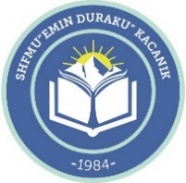 SHFMU "EMIN DURAKU" KAÇANIK
-1984-